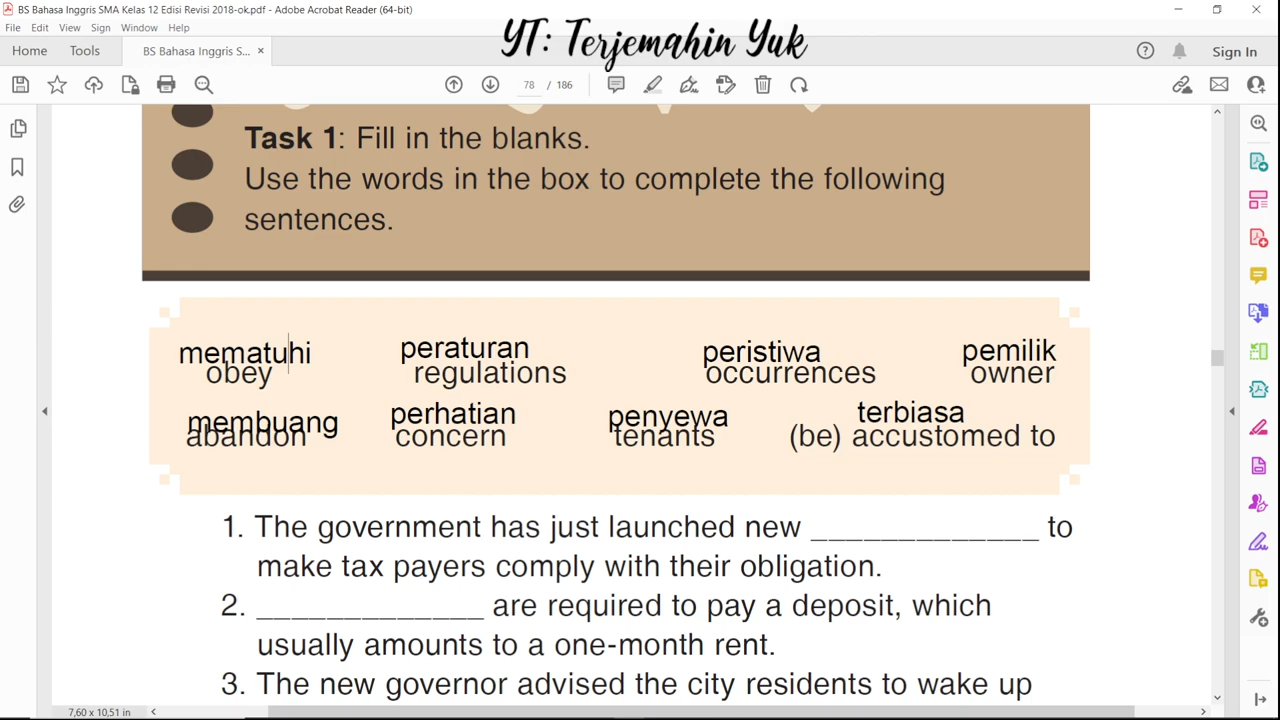 BS Bahasa Inggris SMA Kelas 12 Edisi Revisi 2018-ok.pdf - Adobe Acrobat Reader (64-bit)
File Edit View Sign Window Help
YT: Terjemahin Yuk
Home Tools BS Bahasa Inggris S... × Sign In
78 / 186
Task 1: Fill in the blanks.
Use the words in the box to complete the following
sentences.
mematuhi peraturan peristiwa pemilik
obey regulations occurrences owner
membuang perhatian penyewa terbiasa
abandon concern tenants (be) accustomed to
1. The government has just launched new _____________ to
make tax payers comply with their obligation.
2. _____________ are required to pay a deposit, which
usually amounts to a one-month rent.
3. The new governor advised the city residents to wake up
7,60 x 10,51 in